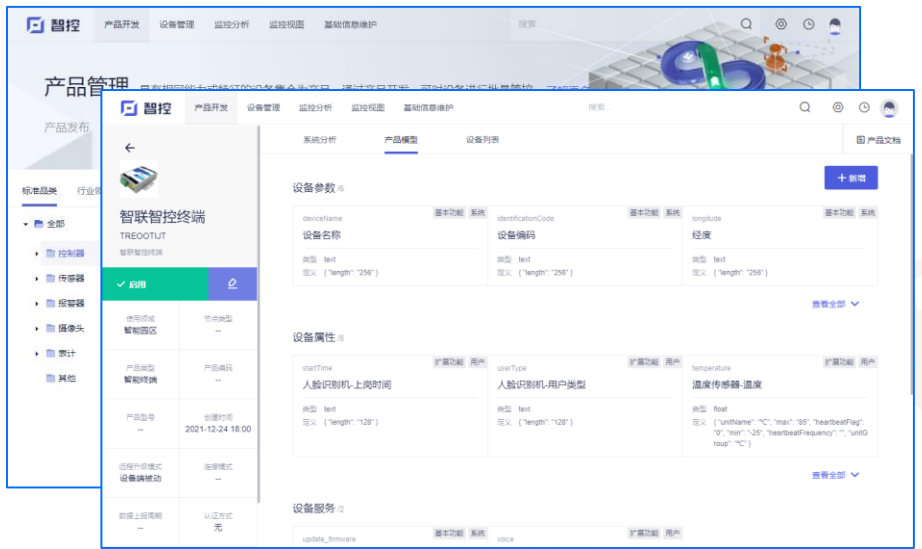 智控 产品开发 设备管理 监控分析 监控视图 基础信息维护 搜索...
产品管理
产品发布
标准品类 行业领
全部
控制器
传感器
报警器
摄像头
表计
其他
智控 产品开发 设备管理 监控分析 监控视图 基础信息维护 搜索...
智联智控终端
TREOOTIJT
智联智控终端
启用
使用领域 节点类型
智能园区 --
产品类型 产品编码
智能终端 --
产品型号 创建时间
-- 2021-12-24 18:00
远程升级模式 连接模式
设备端被动 --
数据上报周期 认证方式
-- 无
系统分析 产品模型 设备列表 产品文档
设备参数 /6 新增
deviceName 基本功能 系统
设备名称
类型 text
定义 { "length": "256" }
identificationCode 基本功能 系统
设备编码
类型 text
定义 { "length": "256" }
longitude 基本功能 系统
经度
类型 text
定义 { "length": "256" }
查看全部
设备属性 /8
startTime 扩展功能 用户
人脸识别机-上岗时间
类型 text
定义 { "length": "128" }
userType 扩展功能 用户
人脸识别机-用户类型
类型 text
定义 { "length": "128" }
temperature 扩展功能 用户
温度传感器-温度
类型 float
定义 { "unitName": "℃", "max": "85", "heartbeatFlag":
"0", "min": "-25", "heartbeatFrequency": "", "unitG
roup": "℃" }
查看全部
设备服务 /2
update_firmware 基本功能 系统
voice 扩展功能 用户